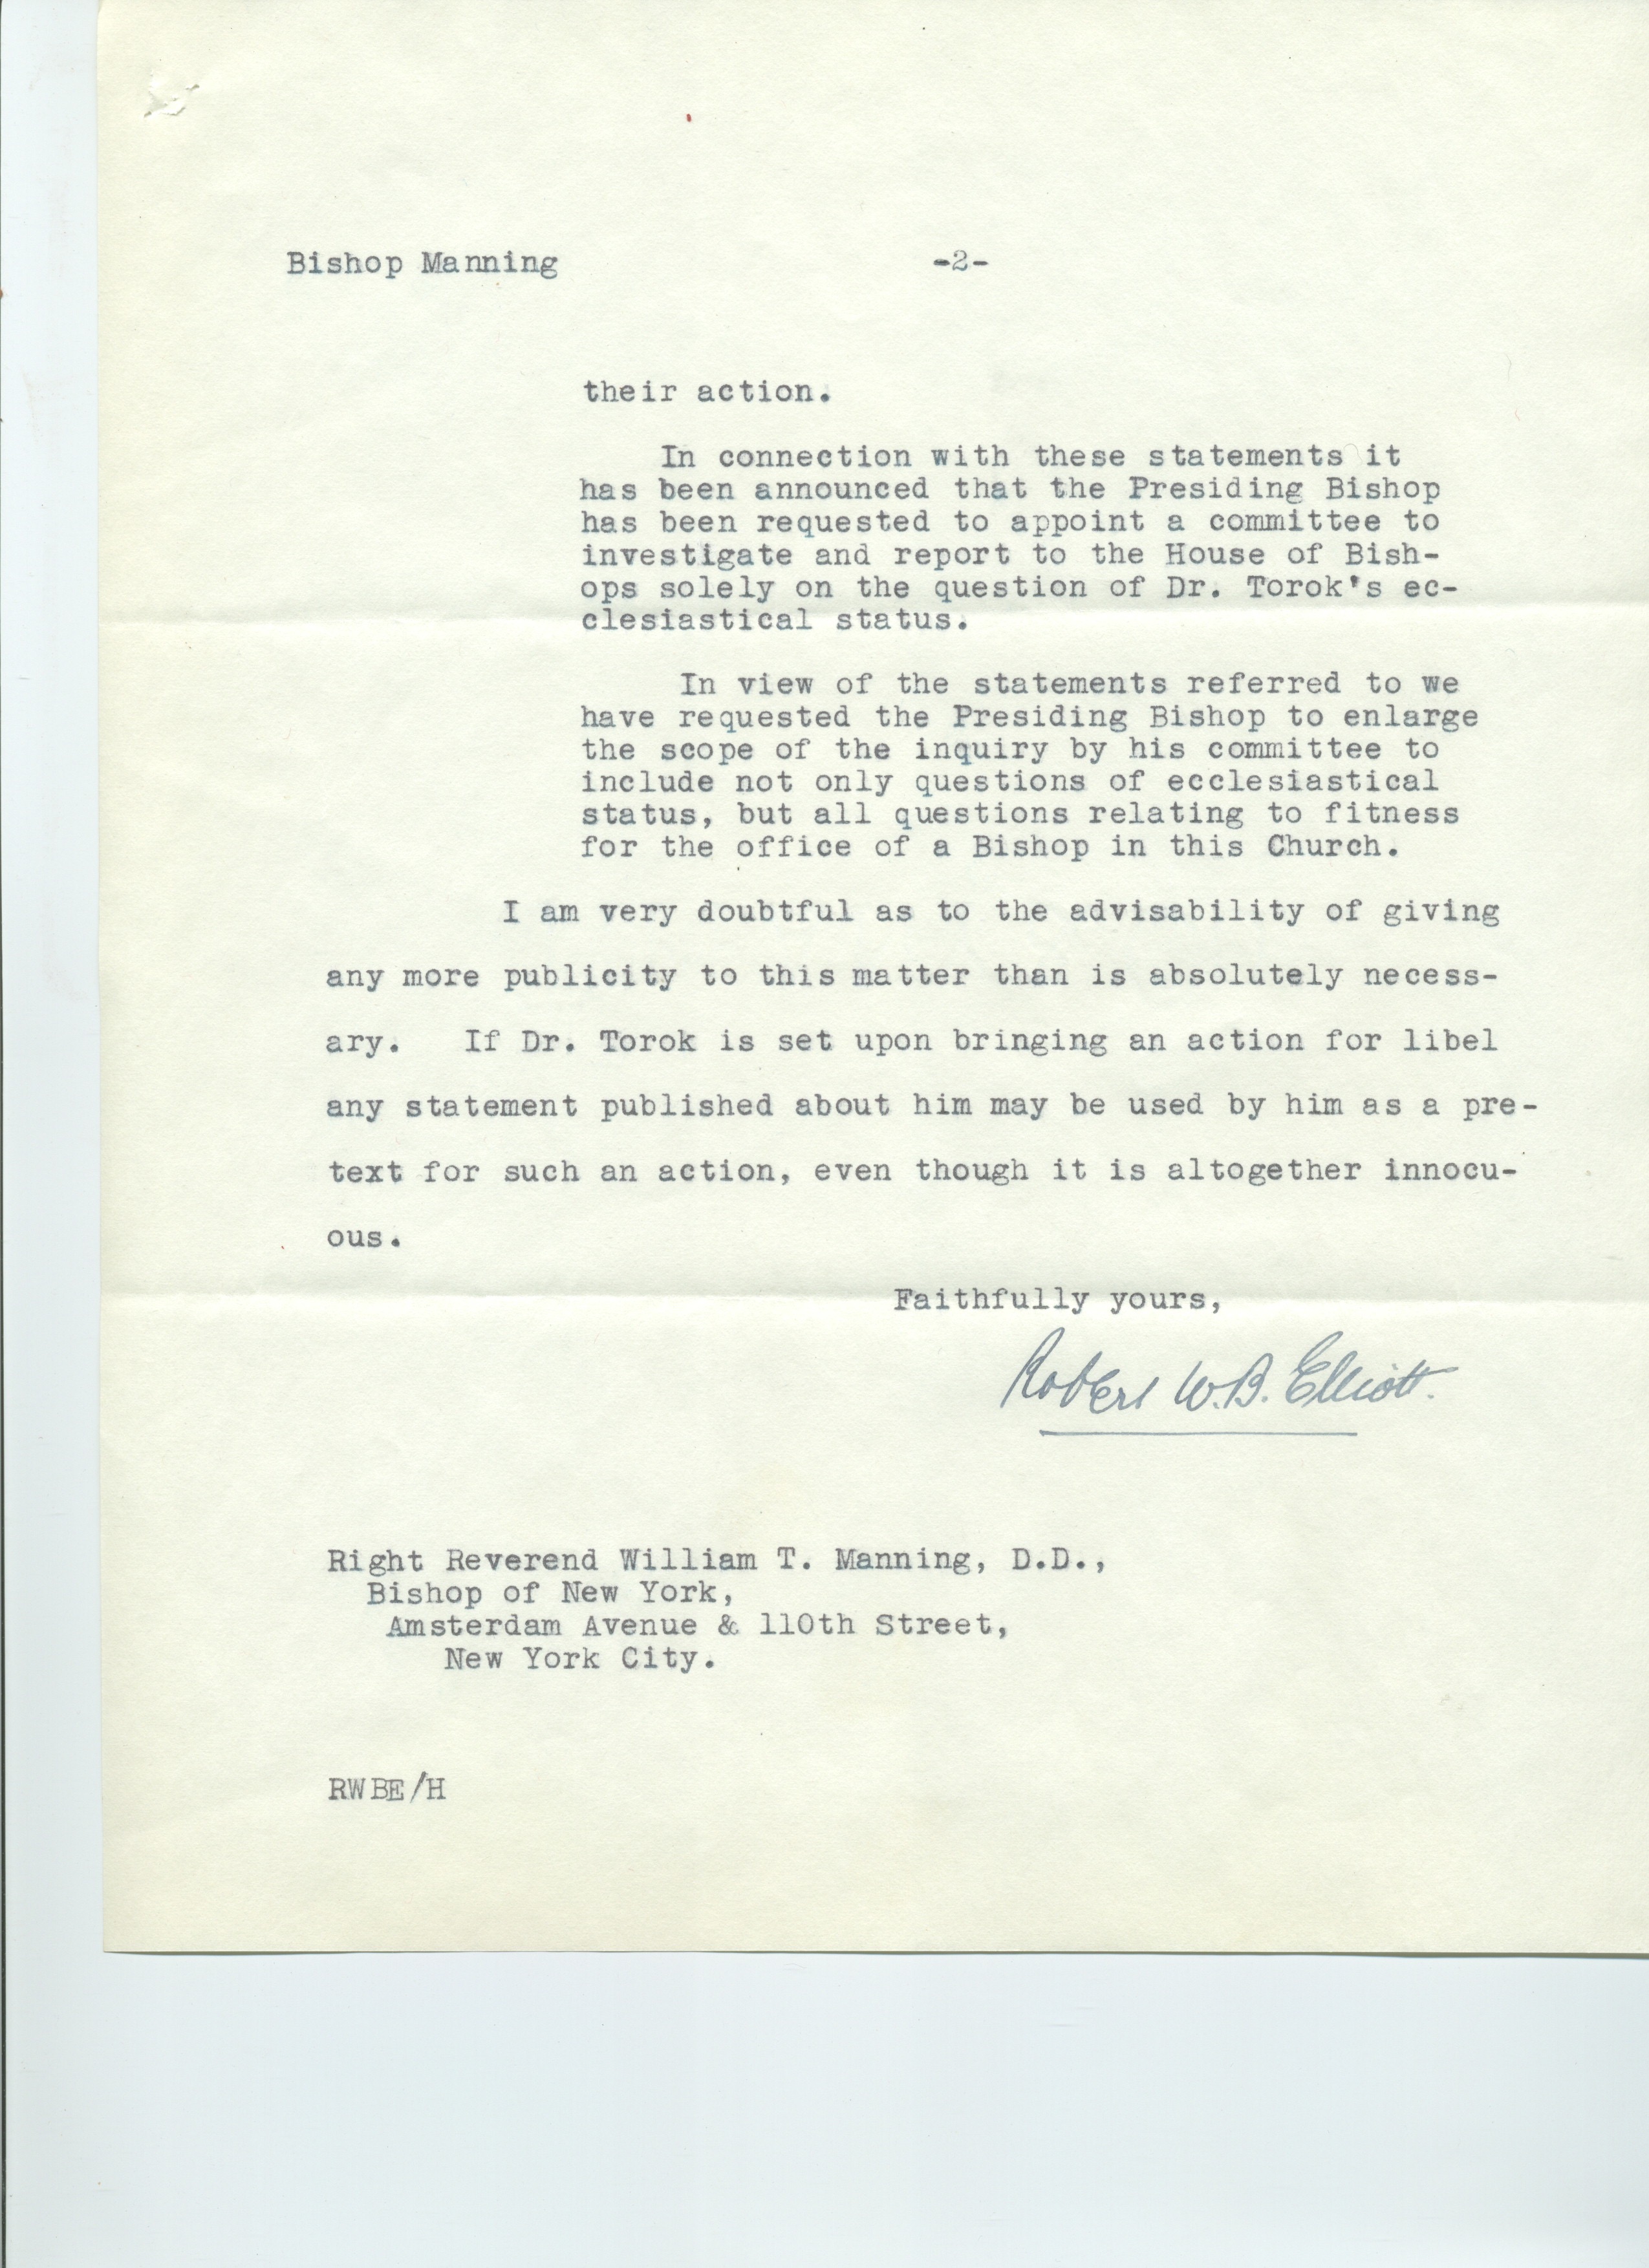 Bishop Manning -2-
their action.
In connection with these statements it
has been announced that the Presiding Bishop
has been requested to appoint a committee to
investigate and report to the House of Bish-
ops solely on the question of Dr. Torok's ec-
clesiastical status.
In view of the statements referred to we
have requested the Presiding Bishop to enlarge
the scope of the inquiry by his committee to
include not only questions of ecclesiastical
status, but all questions relating to fitness
for the office of a Bishop in this Church.
I am very doubtful as to the advisability of giving
any more publicity to this matter than is absolutely necess-
ary. If Dr. Torok is set upon bringing an action for libel
any statement published about him may be used by him as a pre-
text for such an action, even though it is altogether innocu-
ous.
Faithfully yours,
Robert W.B. Elliott.
Right Reverend William T. Manning, D.D.,
Bishop of New York,
Amsterdam Avenue & 110th Street,
New York City.
RWBE/H